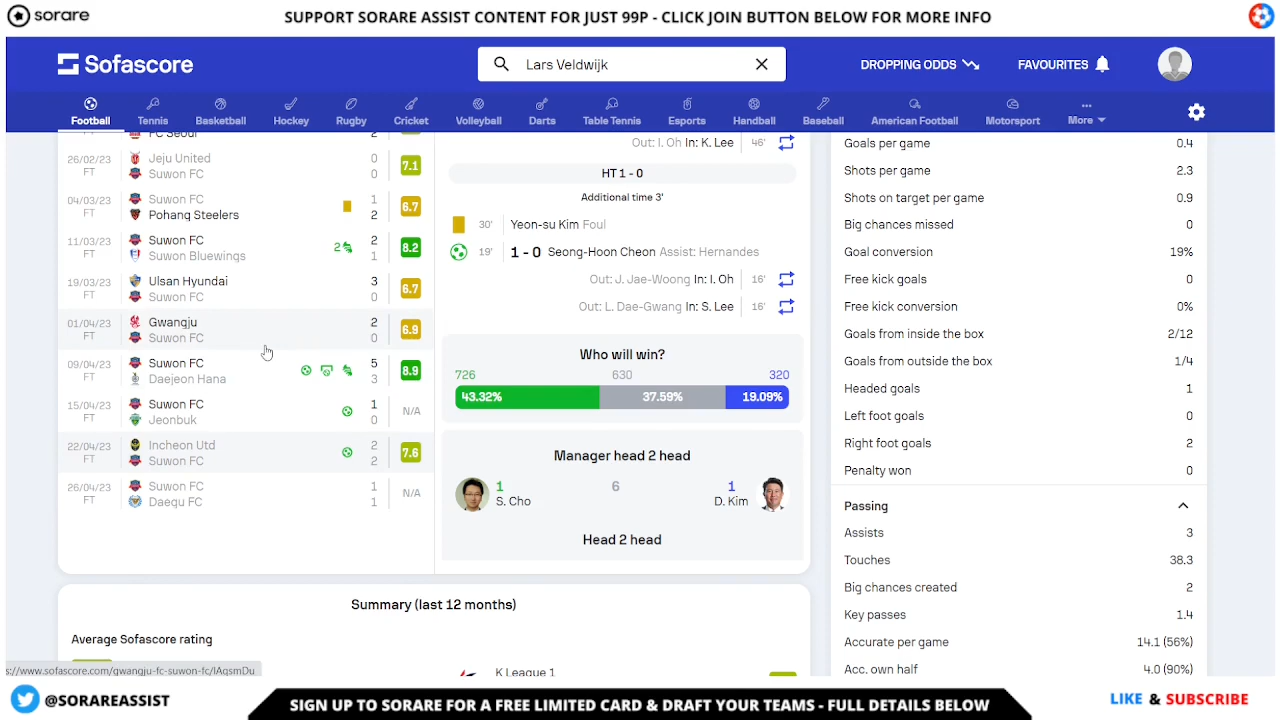 sorare
SUPPORT SORARE ASSIST CONTENT FOR JUST 99P - CLICK JOIN BUTTON BELOW FOR MORE INFO
Sofascore
Lars Veldwijk
DROPPING ODDS
FAVOURITES
Football
Tennis
Basketball
Hockey
Rugby
Cricket
Volleyball
Darts
Table Tennis
Esports
Handball
Baseball
American Football
Motorsport
More
FT FC Seoul 2
26/02/23 Jeju United 0
FT Suwon FC 0 7.1
04/03/23 Suwon FC 1
FT Pohang Steelers 2 6.7
11/03/23 Suwon FC 2
FT Suwon Bluewings 2 1 8.2
19/03/23 Ulsan Hyundai 3
FT Suwon FC 0 6.7
01/04/23 Gwangju 2
FT Suwon FC 0 6.9
09/04/23 Suwon FC 5
FT Daejeon Hana 3 8.9
15/04/23 Suwon FC 1
FT Jeonbuk 0 N/A
22/04/23 Incheon Utd 2
FT Suwon FC 2 7.6
26/04/23 Suwon FC 1
FT Daequ FC 1 N/A
Out: I. Oh In: K. Lee 46'
HT 1 - 0
Additional time 3'
30' Yeon-su Kim Foul
19' 1 - 0 Seong-Hoon Cheon Assist: Hernandes
Out: J. Jae-Woong In: I. Oh 16'
Out: L. Dae-Gwang In: S. Lee 16'
Who will win?
726 630 320
43.32% 37.59% 19.09%
Manager head 2 head
1 6 1
S. Cho D. Kim
Head 2 head
Goals per game 0.4
Shots per game 2.3
Shots on target per game 0.9
Big chances missed 0
Goal conversion 19%
Free kick goals 0
Free kick conversion 0%
Goals from inside the box 2/12
Goals from outside the box 1/4
Headed goals 1
Left foot goals 0
Right foot goals 2
Penalty won 0
Passing
Assists 3
Touches 38.3
Big chances created 2
Key passes 1.4
Accurate per game 14.1 (56%)
Acc. own half 4.0 (90%)
Summary (last 12 months)
Average Sofascore rating
K League 1
s://www.sofascore.com/gwangju-fc-suwon-fc/lAqsmDu
@SORAREASSIST
SIGN UP TO SORARE FOR A FREE LIMITED CARD & DRAFT YOUR TEAMS - FULL DETAILS BELOW
LIKE & SUBSCRIBE